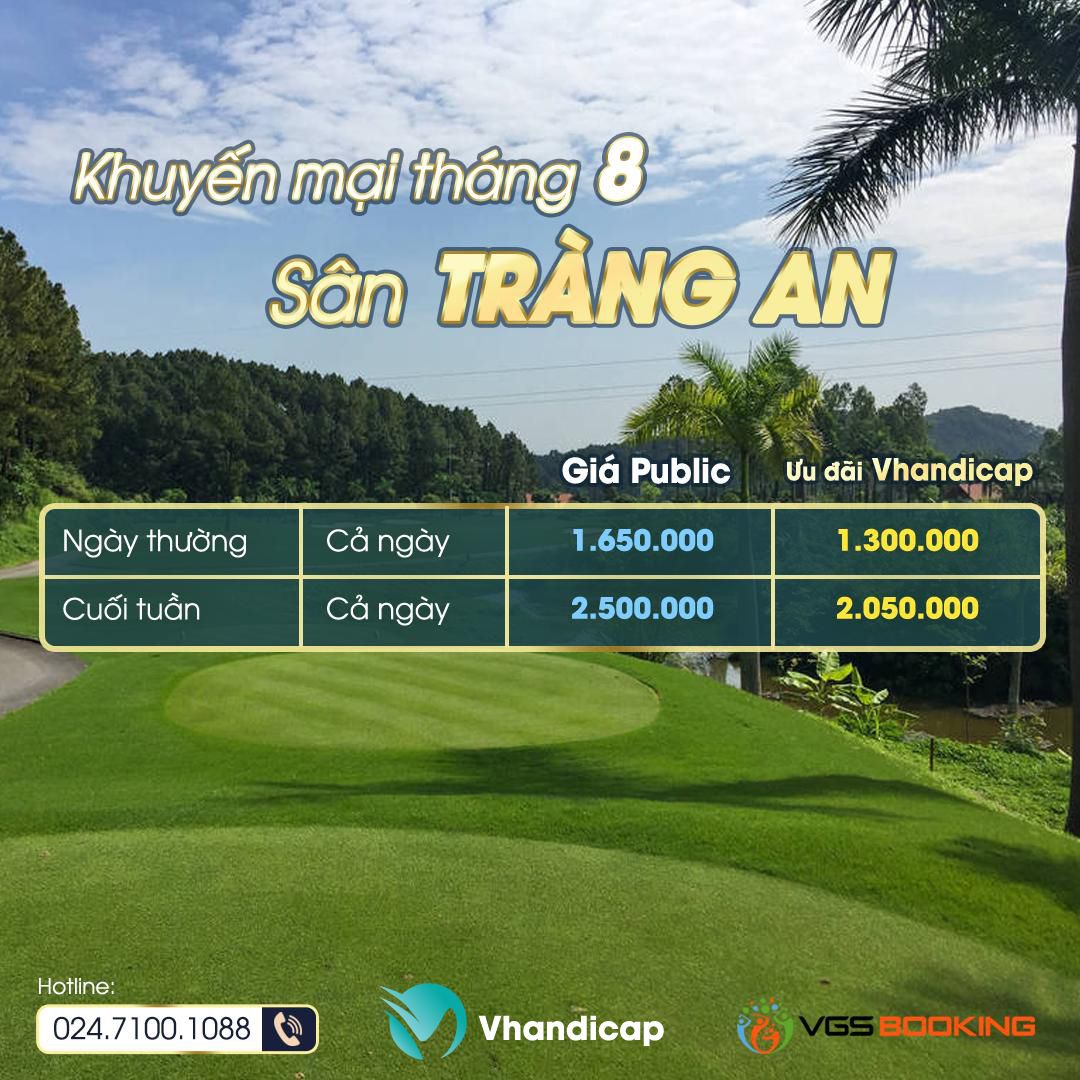 Khuyến mại tháng 8
Sân TRÀNG AN
Giá Public Ưu đãi Vhandicap
Ngày thường Cả ngày 1.650.000 1.300.000
Cuối tuần Cả ngày 2.500.000 2.050.000
Hotline:
024.7100.1088
Vhandicap
VGS BOOKING